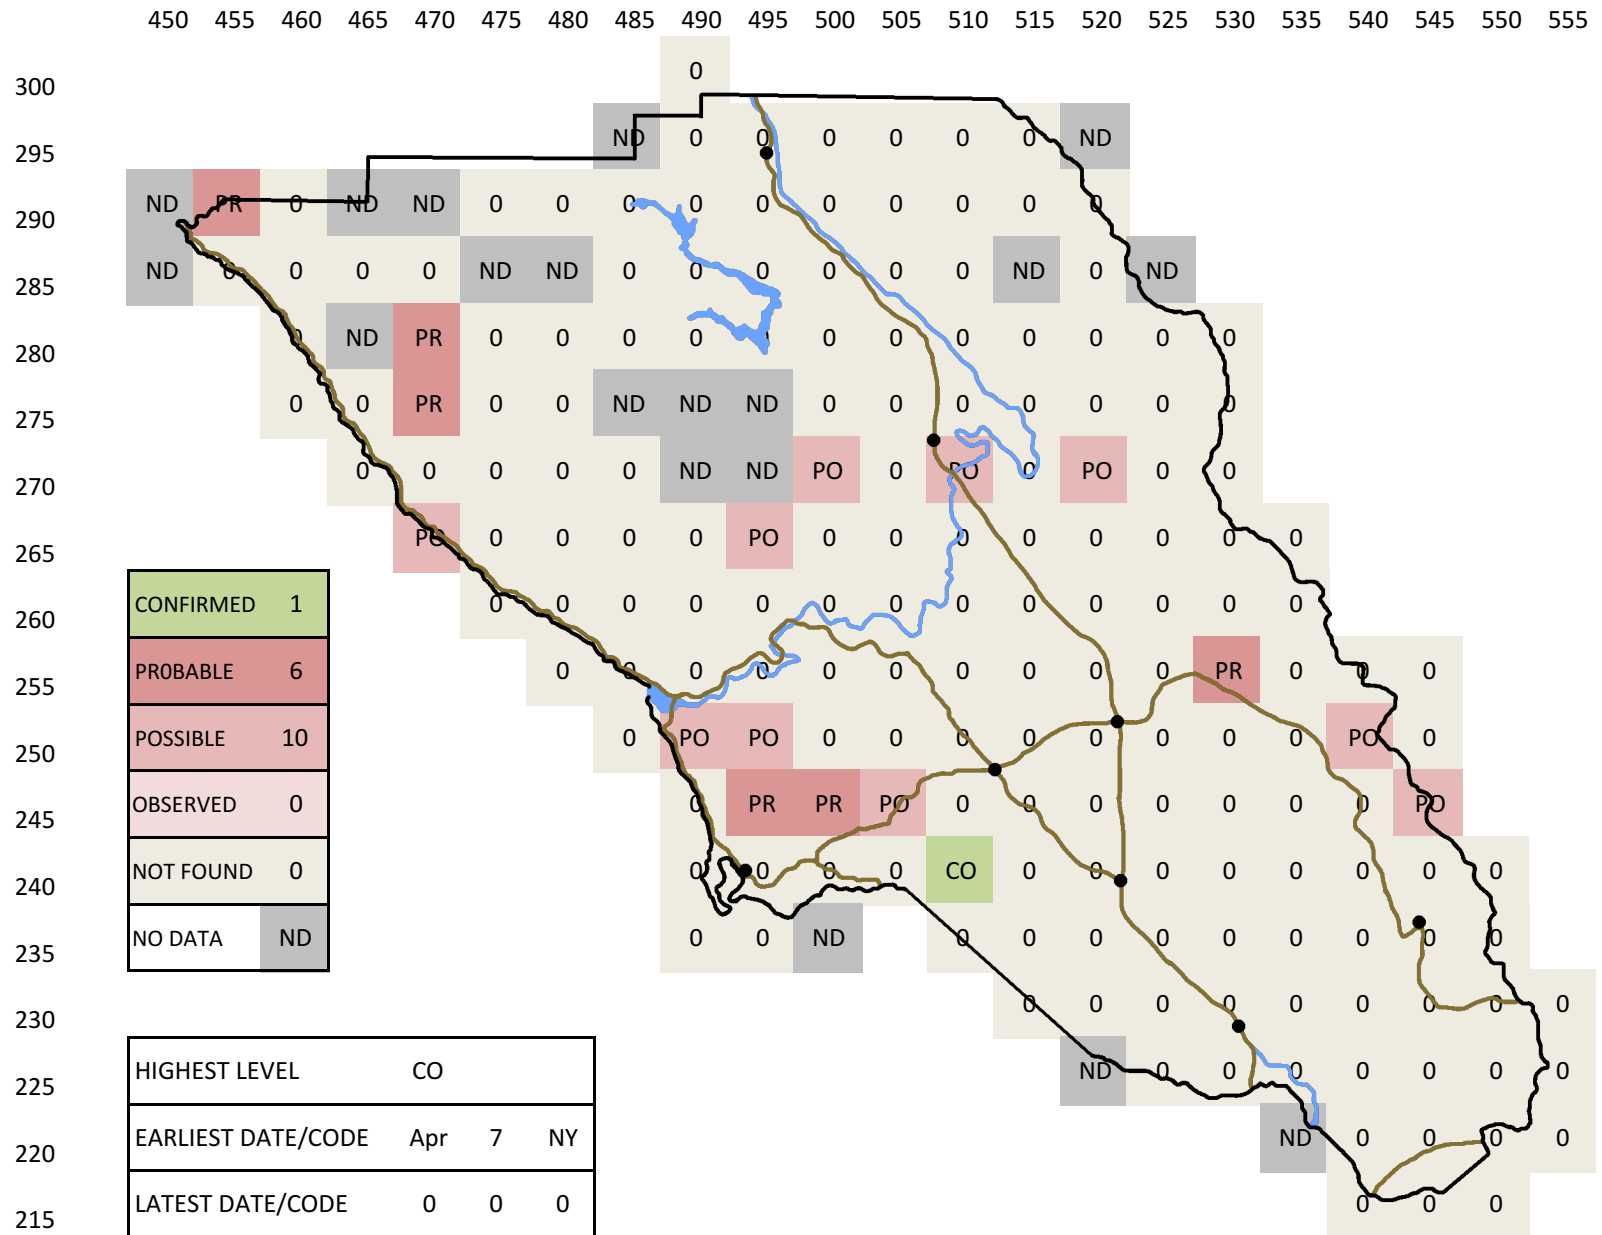 450 455 460 465 470 475 480 485 490 495 500 505 510 515 520 525 530 535 540 545 550 555
300 0
295 ND 0 0 0 0 0 0 ND
290 ND PR 0 ND ND 0 0 0 0 0 0 0 0 0 0
285 ND 0 0 0 0 ND ND 0 0 0 0 0 0 ND 0 ND
280 0 ND PR 0 0 0 0 0 0 0 0 0 0 0 0
275 0 0 PR 0 0 ND ND ND 0 0 0 0 0 0 0
270 0 0 0 0 0 ND ND PO 0 PO 0 PO 0 0
265 PO 0 0 0 0 PO 0 0 0 0 0 0 0 0
260 0 0 0 0 0 0 0 0 0 0 0 0 0
255 0 0 0 0 0 0 0 0 0 0 PR 0 0 0
250 0 PO PO 0 0 0 0 0 0 0 0 PO 0
245 0 PR PR PO 0 0 0 0 0 0 0 PO
240 0 0 0 0 CO 0 0 0 0 0 0 0 0
235 0 0 ND 0 0 0 0 0 0 0 0 0
230 0 0 0 0 0 0 0 0 0
225 ND 0 0 0 0 0 0 0
220 ND 0 0 0 0
215 0 0 0
CONFIRMED 1
PR0BABLE 6
POSSIBLE 10
OBSERVED 0
NOT FOUND 0
NO DATA ND
HIGHEST LEVEL CO
EARLIEST DATE/CODE Apr 7 NY
LATEST DATE/CODE 0 0 0